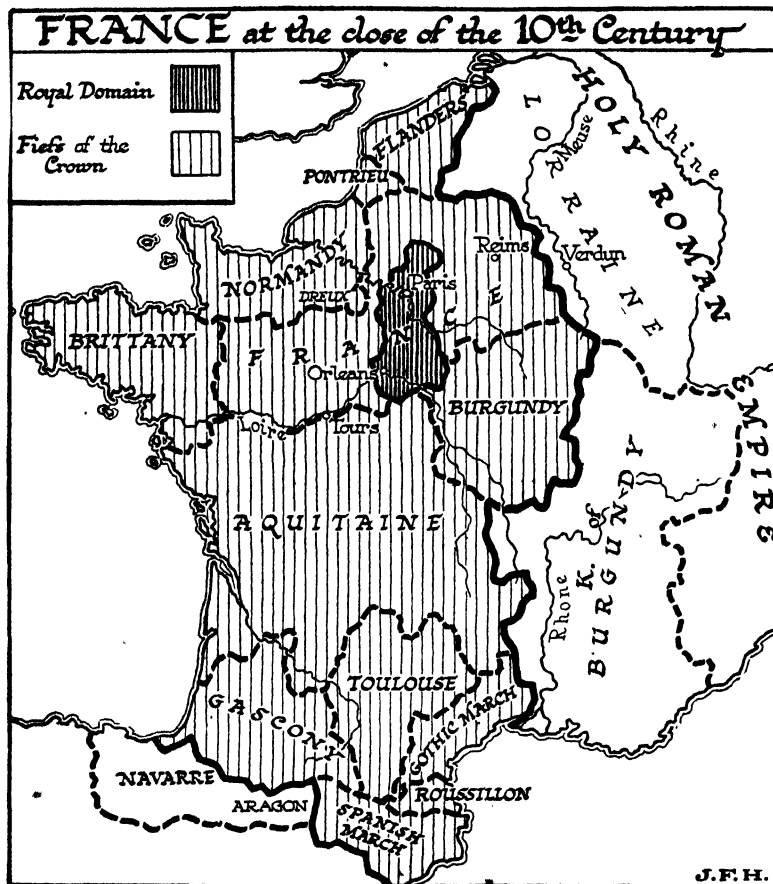 FRANCE at the close of the 10th Century
Royal Domain
Fiefs of the
Crown
FLANDERS
PONTRIEU
LORRAINE
Meuse
HOLY ROMAN
EMPIRE
Rhine
NORMANDY
DREUX
Paris
Reims
Verdun
BRITTANY
FRANCE
Orleans
BURGUNDY
Loire
Tours
AQUITAINE
K. of
BURGUNDY
Rhone
TOULOUSE
GASCONY
GOTHIC MARCH
NAVARRE
ARAGON
ROUSSILLON
SPANISH
MARCH
J.F.H.